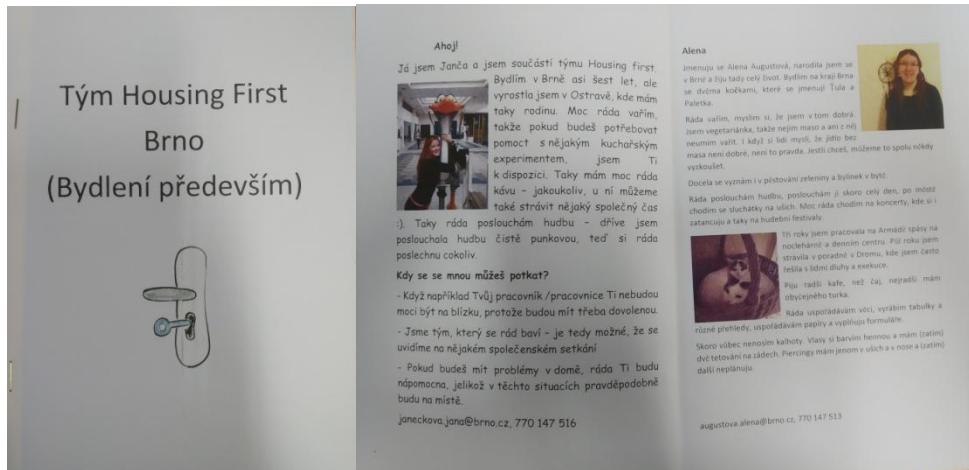 Tým Housing First
Brno
(Bydlení především)
Ahoj!
Já jsem Janča a jsem součástí týmu Housing first.
Bydlím v Brně asi šest let, ale
vyrostla jsem v Ostravě, kde mám
taky rodinu. Moc ráda vařím,
takže pokud budeš potřebovat
pomoct s nějakým kuchařským
experimentem, jsem Ti
k dispozici. Taky mám moc ráda
kávu – jakoukoliv, u ní můžeme
také strávit nějaký společný čas
:). Taky ráda poslouchám hudbu – dříve jsem
poslouchala hudbu čistě punkovou, teď si ráda
poslechnu cokoliv.
Kdy se se mnou můžeš potkat?
- Když například Tvůj pracovník /pracovnice Ti nebudou
moci být na blízku, protože budou mít třeba dovolenou.
- Jsme tým, který se rád baví – je tedy možné, že se
uvidíme na nějakém společenském setkání
- Pokud budeš mít problémy v domě, ráda Ti budu
nápomocna, jelikož v těchto situacích pravděpodobně
budu na místě.
janeckova.jana@brno.cz, 770 147 516
Alena
Jmenuju se Alena Augustová, narodila jsem se
v Brně a žiju tady celý život. Bydlím na kraji Brna
se dvěma kočkami, které se jmenují Ťula a
Paletka.
Ráda vařím, myslím si, že jsem v tom dobrá.
Jsem vegetariánka, takže nejím maso a ani z něj
neumím vařit. I když si lidi myslí, že jídlo bez
masa není dobré, není to pravda. Jestli chceš, můžeme to spolu někdy
vyzkoušet.
Docela se vyznám i v pěstování zeleniny a bylinek v bytě.
Ráda poslouchám hudbu, poslouchám ji skoro celý den, po městě
chodím se sluchátky na uších. Moc ráda chodím na koncerty, kde si i
zatancuju a taky na hudební festivaly.
Tři roky jsem pracovala na Armádě spásy na
noclehárně a denním centru. Půl roku jsem
strávila v poradně v Dromu, kde jsem často
řešila s lidmi dluhy a exekuce.
Piju radši kafe, než čaj, nejradši mám
obyčejného turka.
Ráda uspořádávám věci, vyrábím tabulky a
různé přehledy, uspořádávám papíry a vyplňuju formuláře.
Skoro vůbec nenosím kalhoty. Vlasy si barvím hennou a mám (zatím)
dvě tetování na zádech. Piercingy mám jenom v uších a v nose a (zatím)
další neplánuju.
augustova.alena@brno.cz, 770 147 513